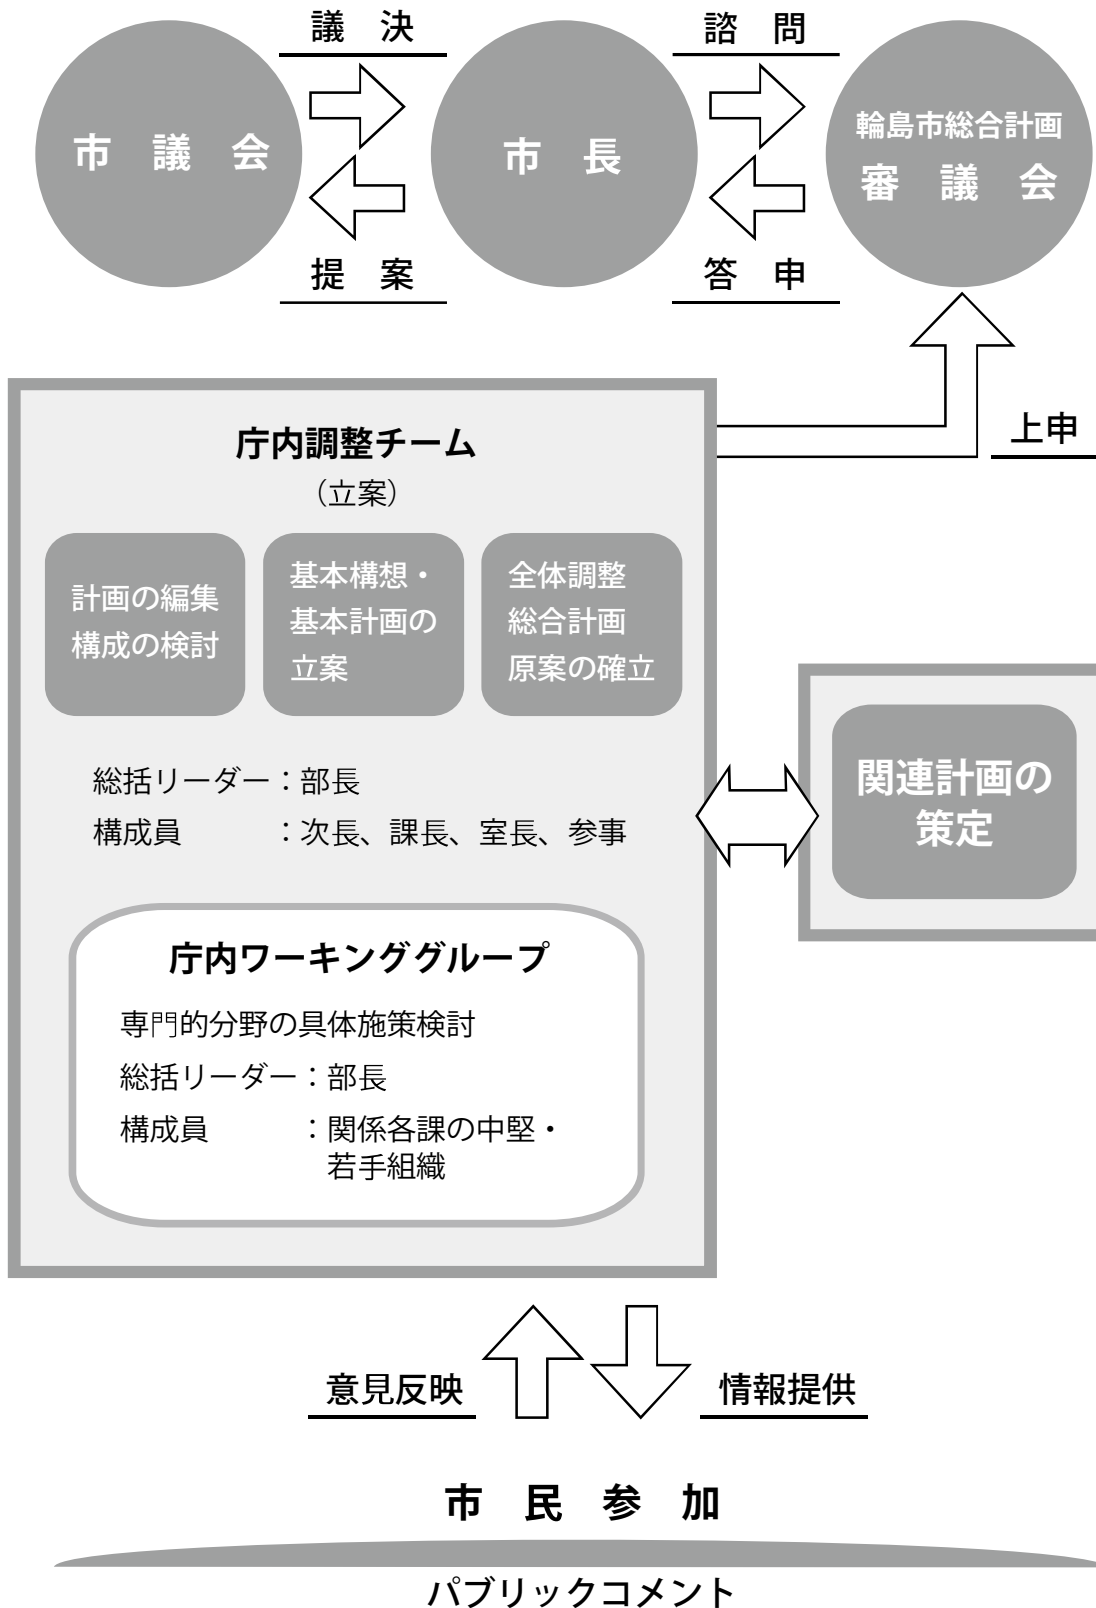 議　決
諮　問
市　議　会
市　長
輪島市総合計画
審　議　会
提　案
答　申
上申
庁内調整チーム
（立案）
計画の編集
構成の検討
基本構想・
基本計画の
立案
全体調整
総合計画
原案の確立
総括リーダー：部長
構成員　　　：次長、課長、室長、参事
関連計画の
策定
庁内ワーキンググループ
専門的分野の具体施策検討
総括リーダー：部長
構成員　　　：関係各課の中堅・
若手組織
意見反映
情報提供
市　民　参　加
パブリックコメント